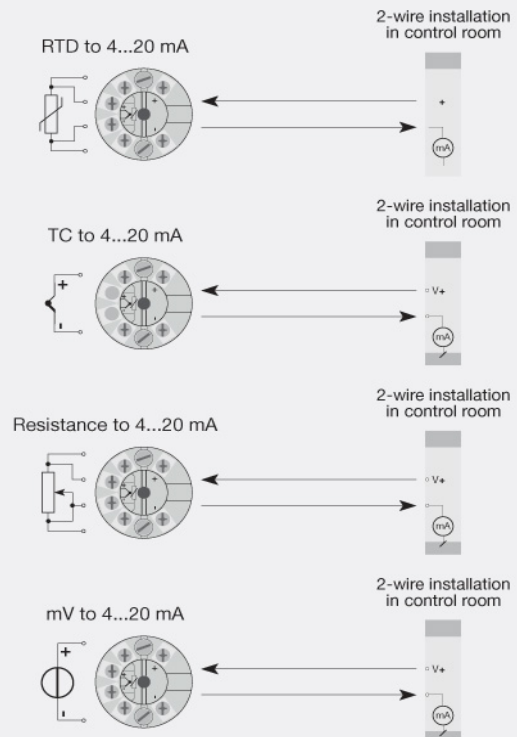 2-wire installation
in control room
RTD to 4...20 mA
+
-
+
mA
2-wire installation
in control room
TC to 4...20 mA
+
-
+
-
V+
mA
2-wire installation
in control room
Resistance to 4...20 mA
+
-
V+
mA
2-wire installation
in control room
mV to 4...20 mA
+
-
+
-
V+
mA